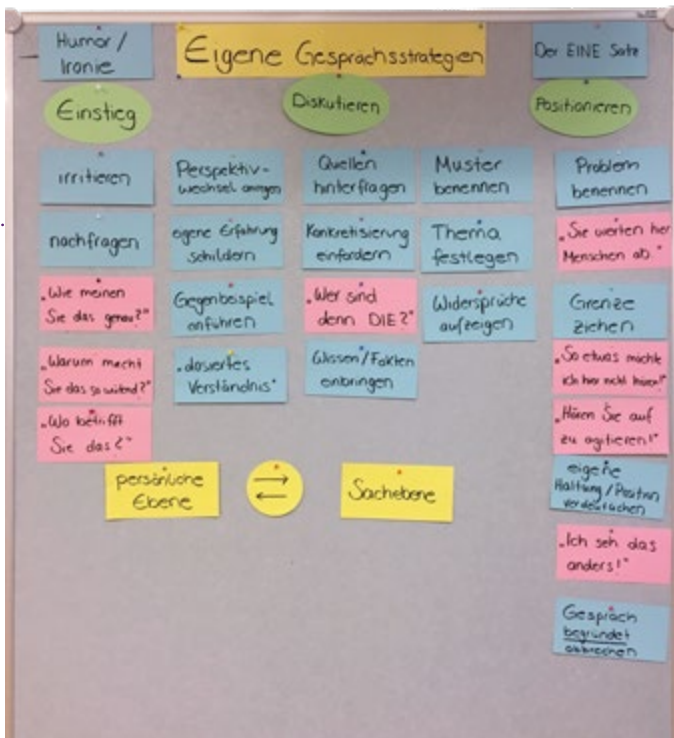 Humor /
Ironie
Eigene Gesprächsstrategien
Der EINE Satz
Einstieg
Diskutieren
Positionieren
irritieren
nachfragen
„Wie meinen
Sie das genau?"
„Warum macht
Sie das so wütend?"
„Wo betrifft
Sie das?"
Perspektiv-
wechsel anregen
eigene Erfahrung
schildern
Gegenbeispiel
anführen
„dosiertes
Verständnis"
Quellen
hinterfragen
Konkretisierung
einfordern
„Wer sind
denn DIE?"
Wissen/Fakten
einbringen
Muster
benennen
Thema
festlegen
Widersprüche
aufzeigen
Problem
benennen
„Sie werten hier
Menschen ab."
Grenze
ziehen
„So etwas möchte
ich hier nicht hören!"
„Hören Sie auf
zu agitieren!"
eigene
Haltung/Position
verdeutlichen
„Ich seh das
anders!"
Gespräch
begründet
abbrechen
persönliche
Ebene
Sachebene